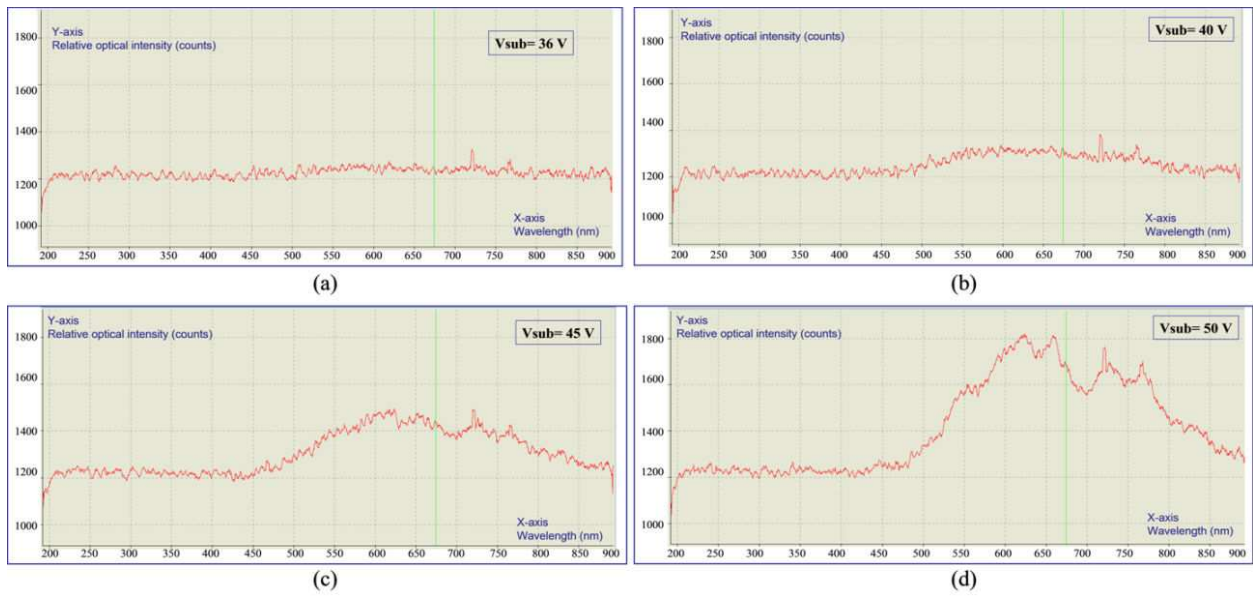 Y-axis
Relative optical intensity (counts)
Vsub= 36 V
1800
1600
1400
1200
1000
X-axis
Wavelength (nm)
200 250 300 350 400 450 500 550 600 650 700 750 800 850 900
(a)
Y-axis
Relative optical intensity (counts)
Vsub= 40 V
1800
1600
1400
1200
1000
X-axis
Wavelength (nm)
200 250 300 350 400 450 500 550 600 650 700 750 800 850 900
(b)
Y-axis
Relative optical intensity (counts)
Vsub= 45 V
1800
1600
1400
1200
1000
X-axis
Wavelength (nm)
200 250 300 350 400 450 500 550 600 650 700 750 800 850 900
(c)
Y-axis
Relative optical intensity (counts)
Vsub= 50 V
1800
1600
1400
1200
1000
X-axis
Wavelength (nm)
200 250 300 350 400 450 500 550 600 650 700 750 800 850 900
(d)